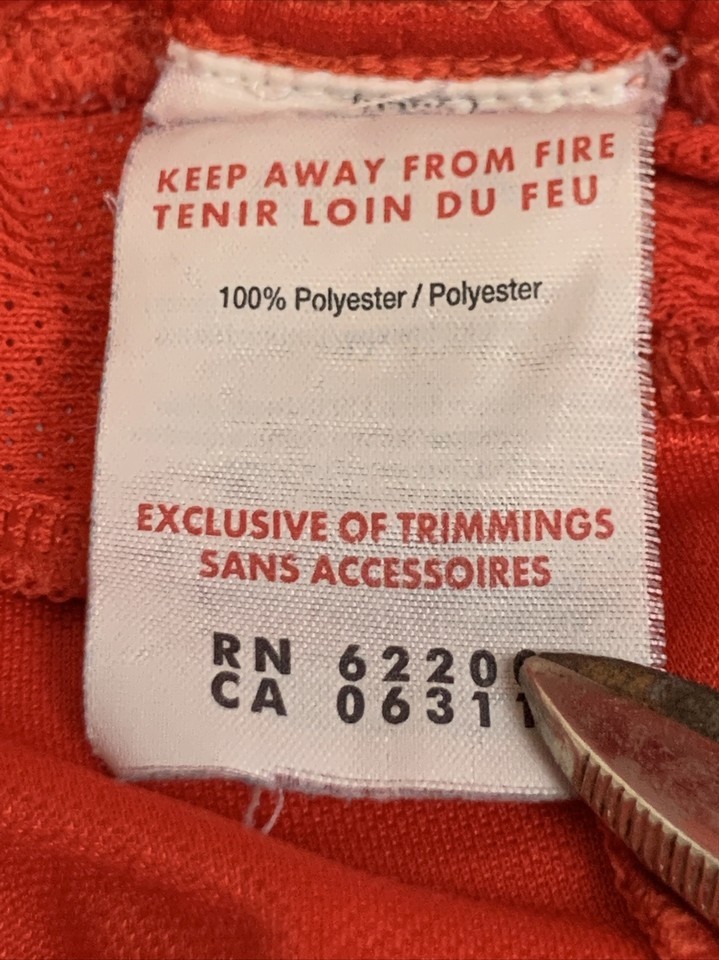 KEEP AWAY FROM FIRE
TENIR LOIN DU FEU
100% Polyester / Polyester
EXCLUSIVE OF TRIMMINGS
SANS ACCESSOIRES
RN 6220
CA 0631